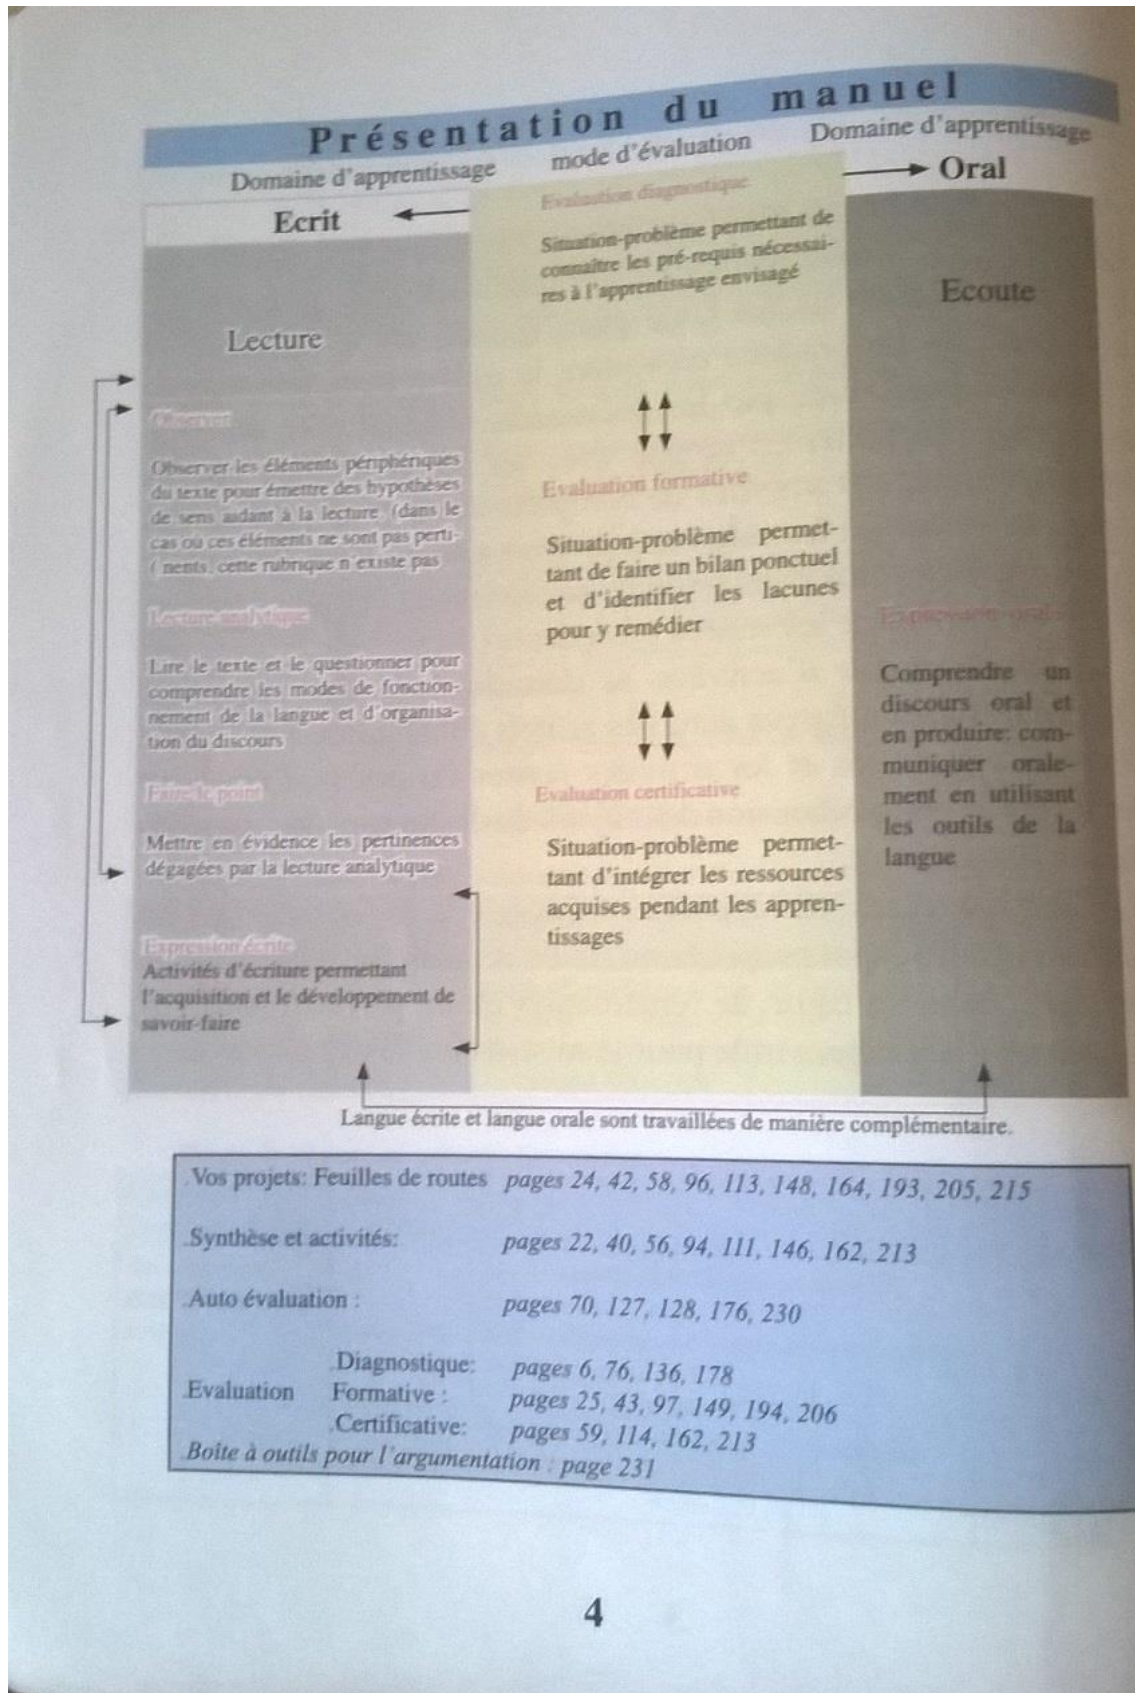 Présentation du manuel
Domaine d'apprentissage
mode d'évaluation
Domaine d'apprentissage
Ecrit
Lecture
Observer
Observer les éléments périphériques
du texte pour émettre des hypothèses
de sens aidant à la lecture (dans le
cas où ces éléments ne sont pas perti-
( nents, cette rubrique n'existe pas
Lecture analytique
Lire le texte et le questionner pour
comprendre les modes de fonction-
nement de la langue et d'organisa-
tion du discours
Faire le point
Mettre en évidence les pertinences
dégagées par la lecture analytique
Expression écrite
Activités d'écriture permettant
l'acquisition et le développement de
savoir-faire
Evaluation diagnostique
Situation-problème permettant de
connaître les pré-requis nécessai-
res à l'apprentissage envisagé
Evaluation formative
Situation-problème permet-
tant de faire un bilan ponctuel
et d'identifier les lacunes
pour y remédier
Evaluation certificative
Situation-problème permet-
tant d'intégrer les ressources
acquises pendant les appren-
tissages
Oral
Ecoute
Expression orale
Comprendre un
discours oral et
en produire: com-
muniquer orale-
ment en utilisant
les outils de la
langue
Langue écrite et langue orale sont travaillées de manière complémentaire.
.Vos projets: Feuilles de routes pages 24, 42, 58, 96, 113, 148, 164, 193, 205, 215
.Synthèse et activités: pages 22, 40, 56, 94, 111, 146, 162, 213
.Auto évaluation : pages 70, 127, 128, 176, 230
.Diagnostique: pages 6, 76, 136, 178
.Evaluation Formative : pages 25, 43, 97, 149, 194, 206
.Certificative: pages 59, 114, 162, 213
.Boîte à outils pour l'argumentation : page 231
4